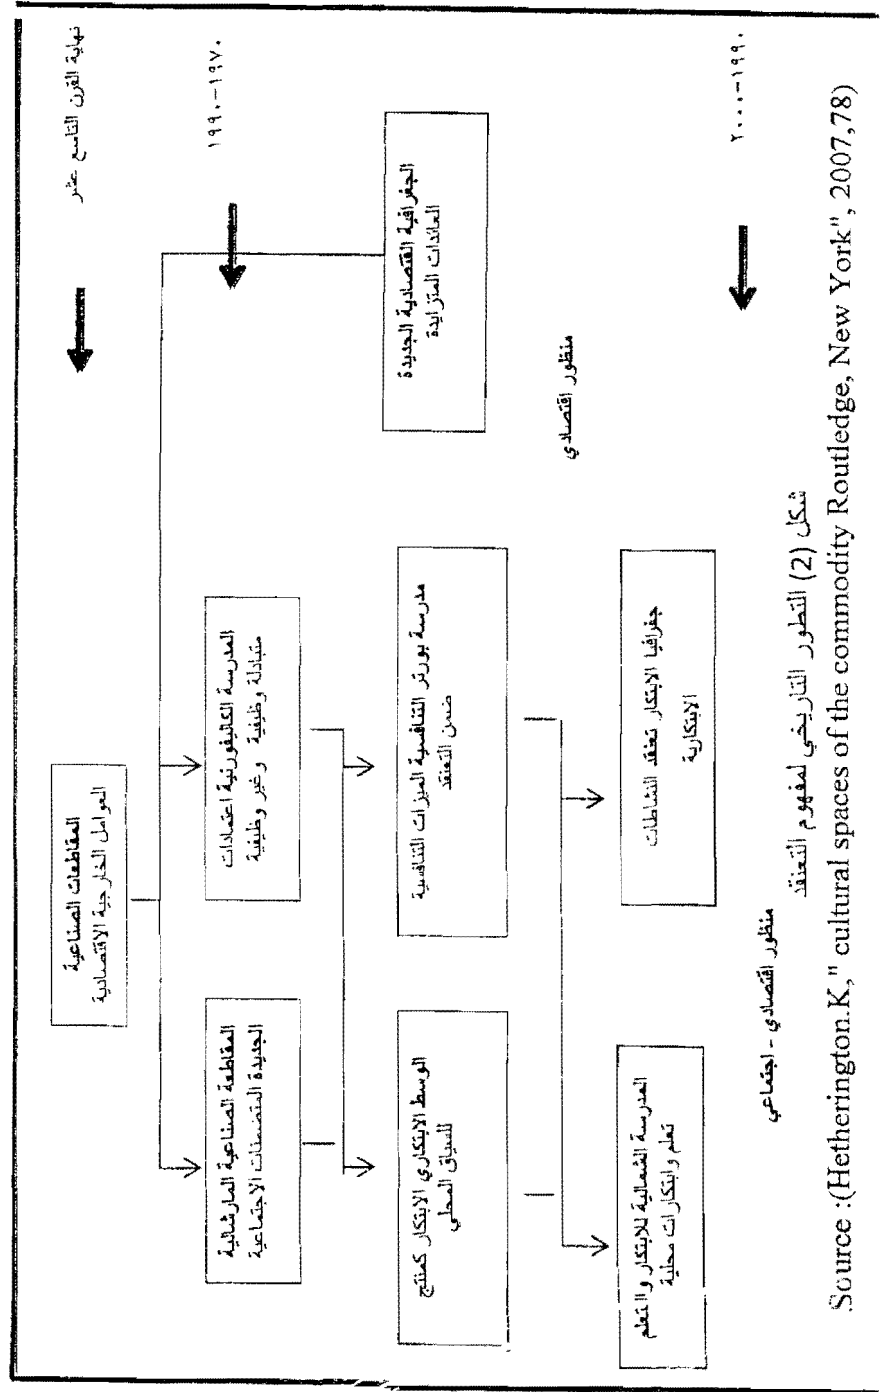 نهاية القرن التاسع عشر
المقاطعات الصناعية
العوامل الخارجية الاقتصادية
١٩٧٠-١٩٩٠
المدرسة الكاليفورنية اعتمادات
متبادلة وظيفية وغير وظيفية
المقاطعة الصناعية المارشالية
الجديدة المتضمنات الاجتماعية
الجغرافية القتصادية الجديدة
العائدات المتزايدة
مدرسة بورتر التنافسية الميزات التنافسية
ضمن التعنقد
الوسط الابتكاري الابتكار كمنتج
للسياق المحلي
منظور اقتصادي
١٩٩٠-٢٠٠٠
جغرافيا الابتكار تعنقد النشاطات
الابتكارية
المدرسة الشمالية للابتكار والتعلم
تعلم وابتكارات محلية
منظور اقتصادي - اجتماعي
شكل (2) التطور التاريخي لمفهوم التعنقد
Source :(Hetherington.K," cultural spaces of the commodity Routledge, New York", 2007,78)